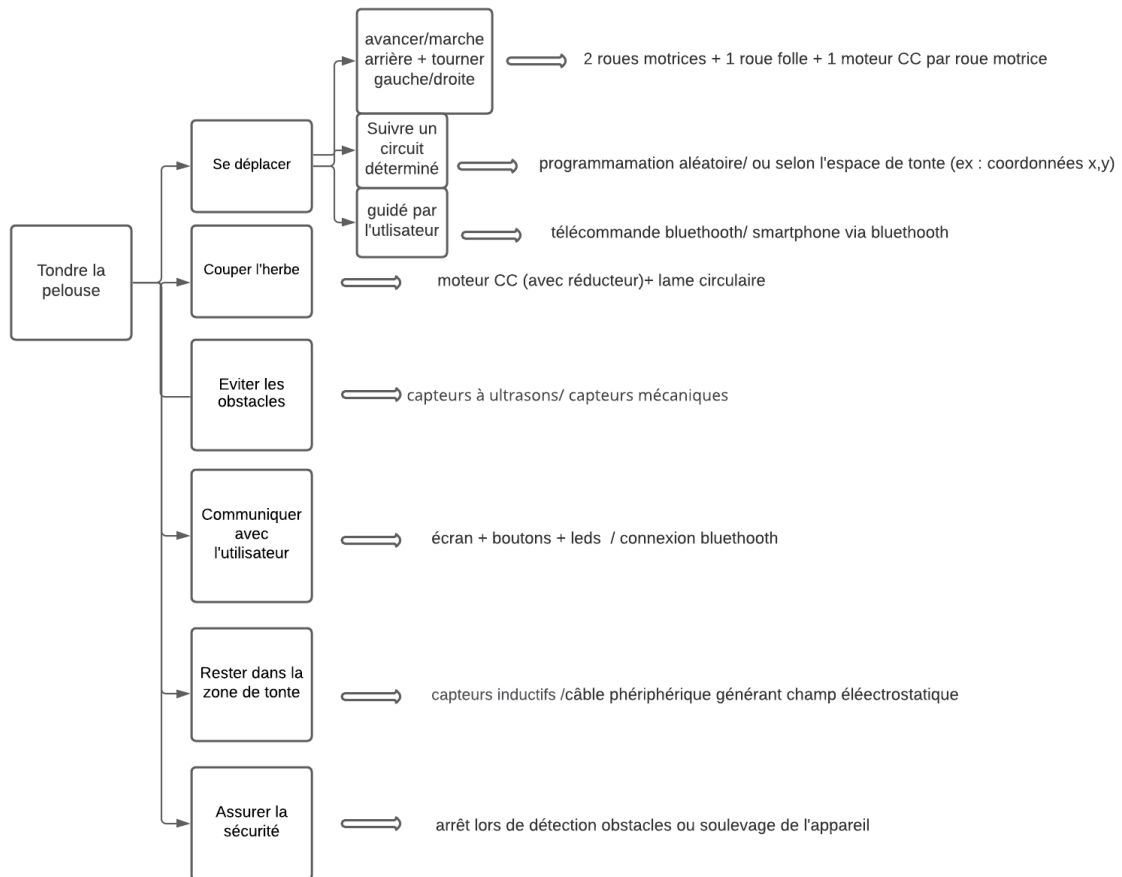 avancer/marche
arrière + tourner
gauche/droite
2 roues motrices + 1 roue folle + 1 moteur CC par roue motrice
Se déplacer
Suivre un
circuit
déterminé
programmamation aléatoire/ ou selon l'espace de tonte (ex : coordonnées x,y)
guidé par
l'utlisateur
télécommande bluethooth/ smartphone via bluethooth
Tondre la
pelouse
Couper l'herbe
moteur CC (avec réducteur)+ lame circulaire
Eviter les
obstacles
capteurs à ultrasons/ capteurs mécaniques
Communiquer
avec
l'utilisateur
écran + boutons + leds / connexion bluethooth
Rester dans la
zone de tonte
capteurs inductifs /câble phériphérique générant champ éléectrostatique
Assurer la
sécurité
arrêt lors de détection obstacles ou soulevage de l'appareil